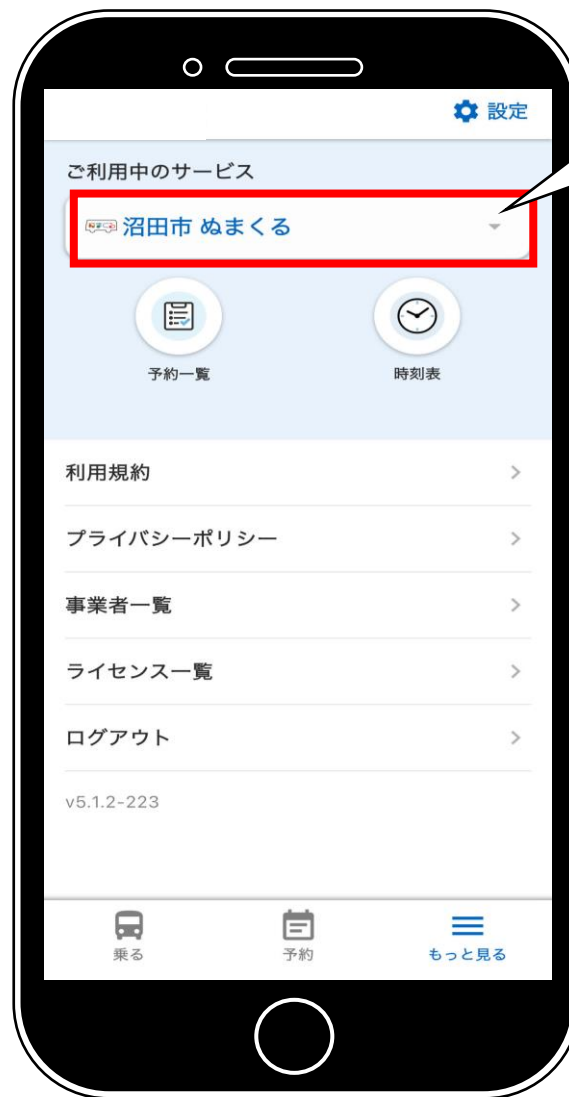 設定
ご利用中のサービス
沼田市 ぬまくる
予約一覧
時刻表
利用規約
プライバシーポリシー
事業者一覧
ライセンス一覧
ログアウト
v5.1.2-223
乗る
予約
もっと見る